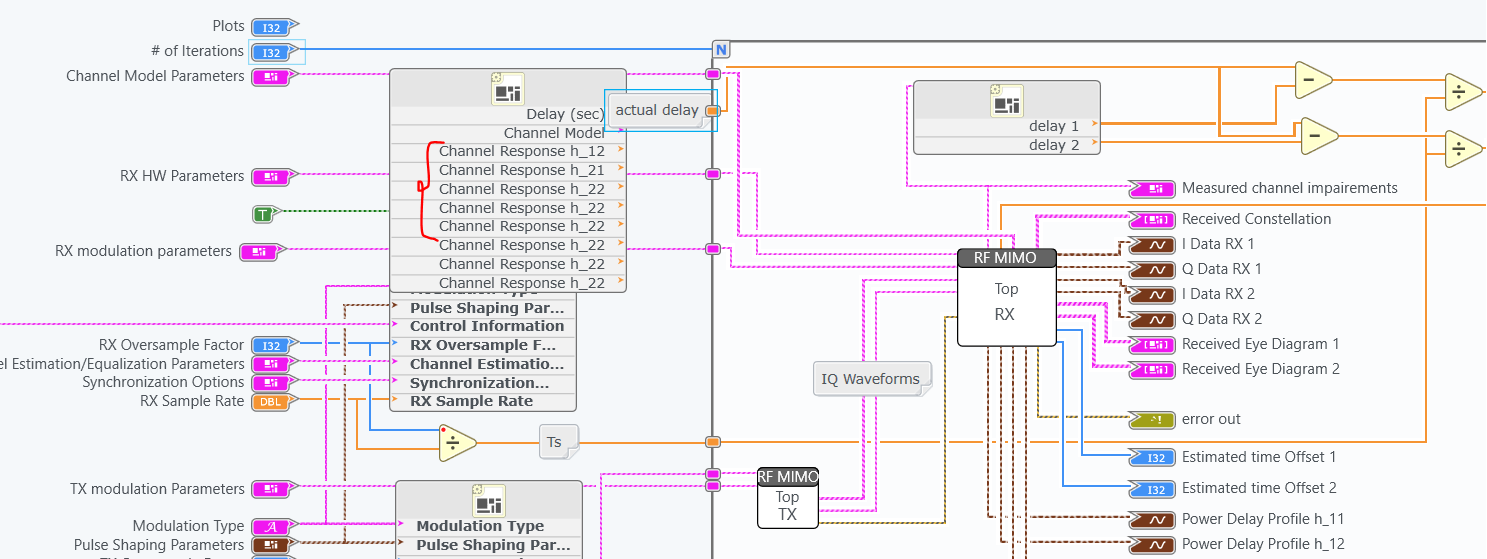 Plots I32
# of Iterations I32 N
Channel Model Parameters
Delay (sec) actual delay
Channel Model
Channel Response h_12
Channel Response h_21
Channel Response h_22
Channel Response h_22
Channel Response h_22
Channel Response h_22
Channel Response h_22
Channel Response h_22
RX HW Parameters
T
RX modulation parameters
Pulse Shaping Par...
Control Information
RX Oversample Factor I32 RX Oversample F...
el Estimation/Equalization Parameters Channel Estimatio...
Synchronization Options Synchronization...
RX Sample Rate DBL RX Sample Rate
÷ Ts
TX modulation Parameters
Modulation Type A Modulation Type
Pulse Shaping Parameters Pulse Shaping Par...
delay 1
delay 2
− ÷
− ÷
RF MIMO
Top
RX
IQ Waveforms
RF MIMO
Top
TX
Measured channel impairements
Received Constellation
I Data RX 1
Q Data RX 1
I Data RX 2
Q Data RX 2
Received Eye Diagram 1
Received Eye Diagram 2
error out
I32 Estimated time Offset 1
I32 Estimated time Offset 2
Power Delay Profile h_11
Power Delay Profile h_12